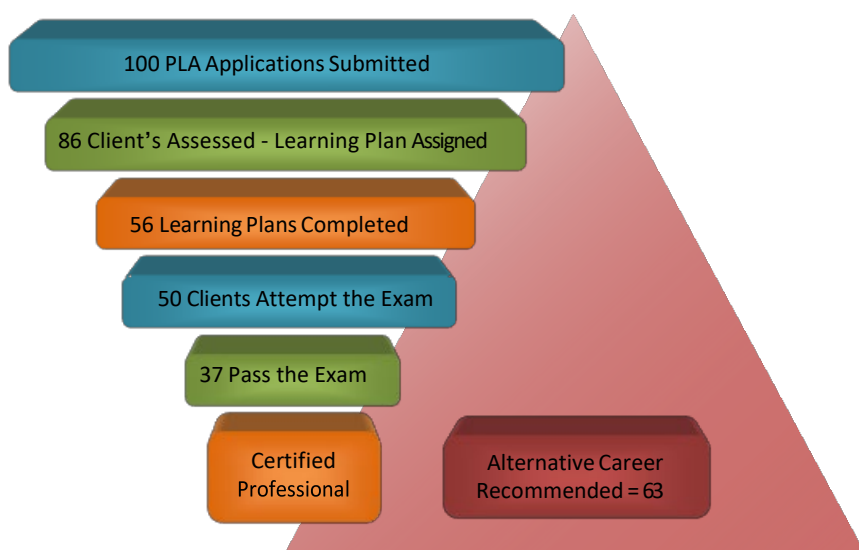 100 PLA Applications Submitted
86 Client’s Assessed - Learning Plan Assigned
56 Learning Plans Completed
50 Clients Attempt the Exam
37 Pass the Exam
Certified
Professional
Alternative Career
Recommended = 63